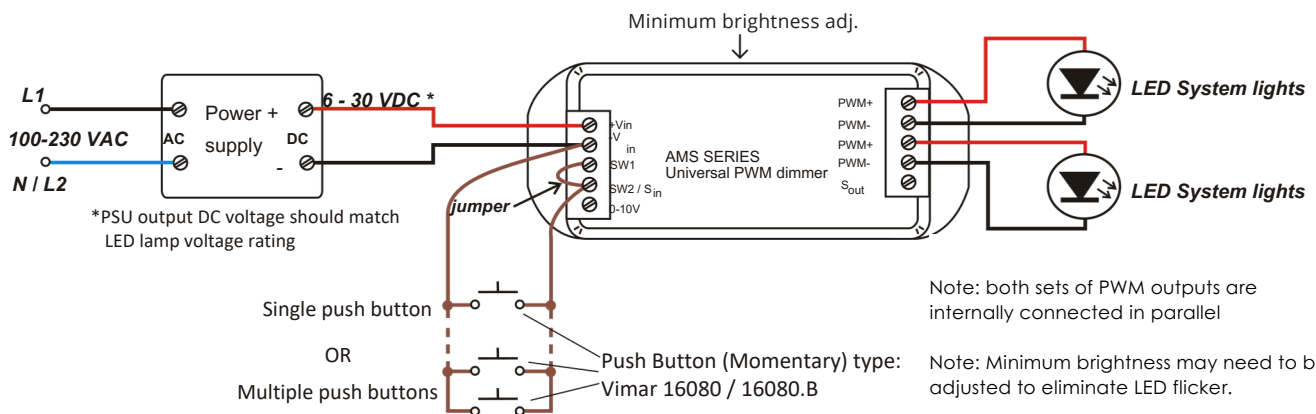 Minimum brightness adj.
L1
100-230 VAC
N / L2
Power +
supply
AC
DC
-
6 - 30 VDC *
*PSU output DC voltage should match
LED lamp voltage rating
+Vin
-V in
SW1
SW2 / S in
0-10V
jumper
AMS SERIES
Universal PWM dimmer
PWM+
PWM-
PWM+
PWM-
S out
LED System lights
LED System lights
Single push button
OR
Multiple push buttons
Push Button (Momentary) type:
Vimar 16080 / 16080.B
Note: both sets of PWM outputs are
internally connected in parallel
Note: Minimum brightness may need to b
adjusted to eliminate LED flicker.